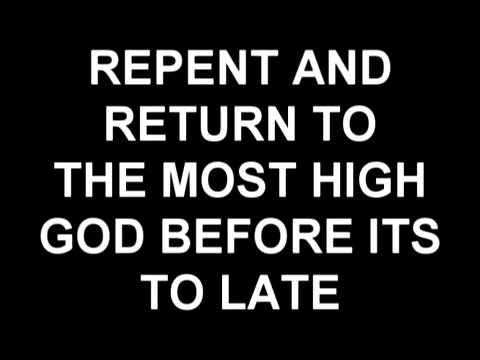 REPENT AND
RETURN TO
THE MOST HIGH
GOD BEFORE ITS
TO LATE